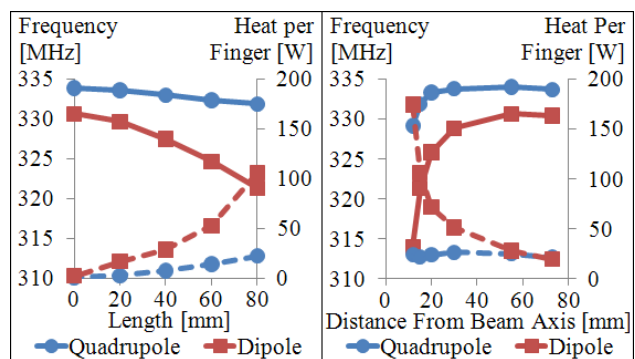 Frequency Heat per
[MHz] Finger [W]
335 200
330 150
325 100
320
315 50
310 0
0 20 40 60 80
Length [mm]
Quadrupole Dipole
Frequency Heat Per
[MHz] Finger [W]
335 200
330 150
325 100
320
315 50
310 0
0 20 40 60 80
Distance From Beam Axis [mm]
Quadrupole Dipole